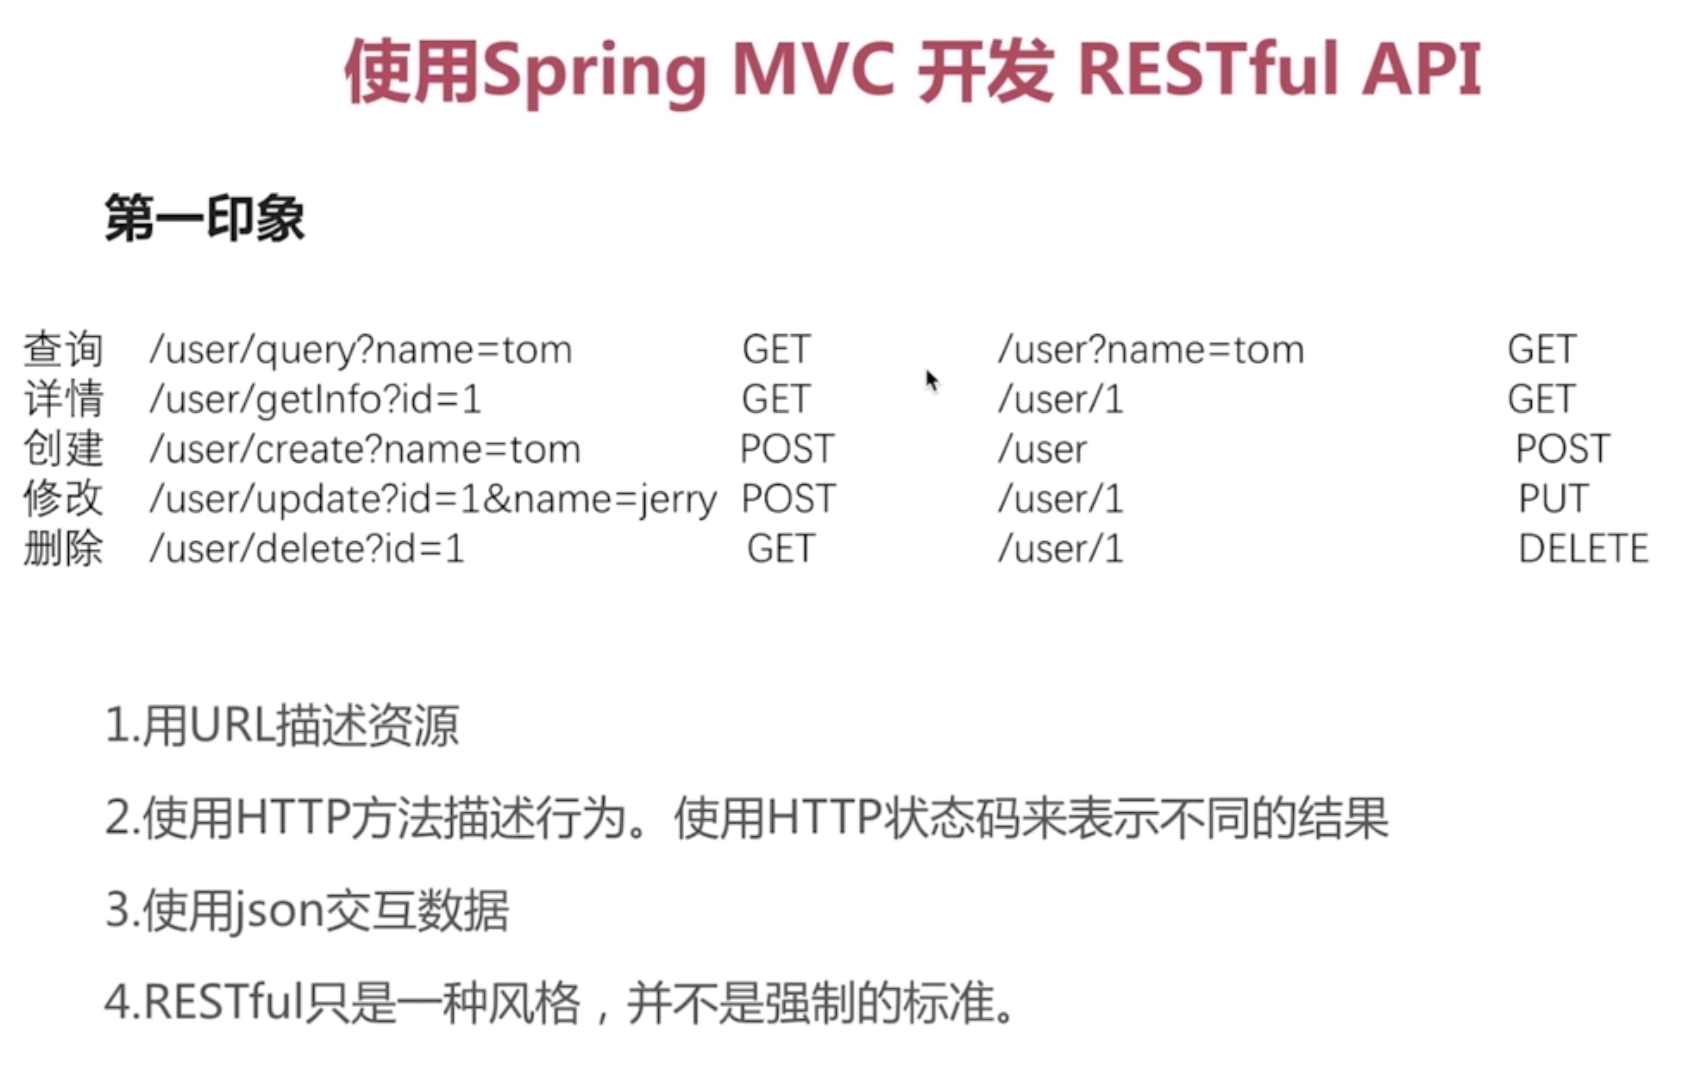 使用Spring MVC 开发 RESTful API
第一印象
查询 /user/query?name=tom GET /user?name=tom GET
详情 /user/getInfo?id=1 GET /user/1 GET
创建 /user/create?name=tom POST /user POST
修改 /user/update?id=1&name=jerry POST /user/1 PUT
删除 /user/delete?id=1 GET /user/1 DELETE
1.用URL描述资源
2.使用HTTP方法描述行为。使用HTTP状态码来表示不同的结果
3.使用json交互数据
4.RESTful只是一种风格，并不是强制的标准。